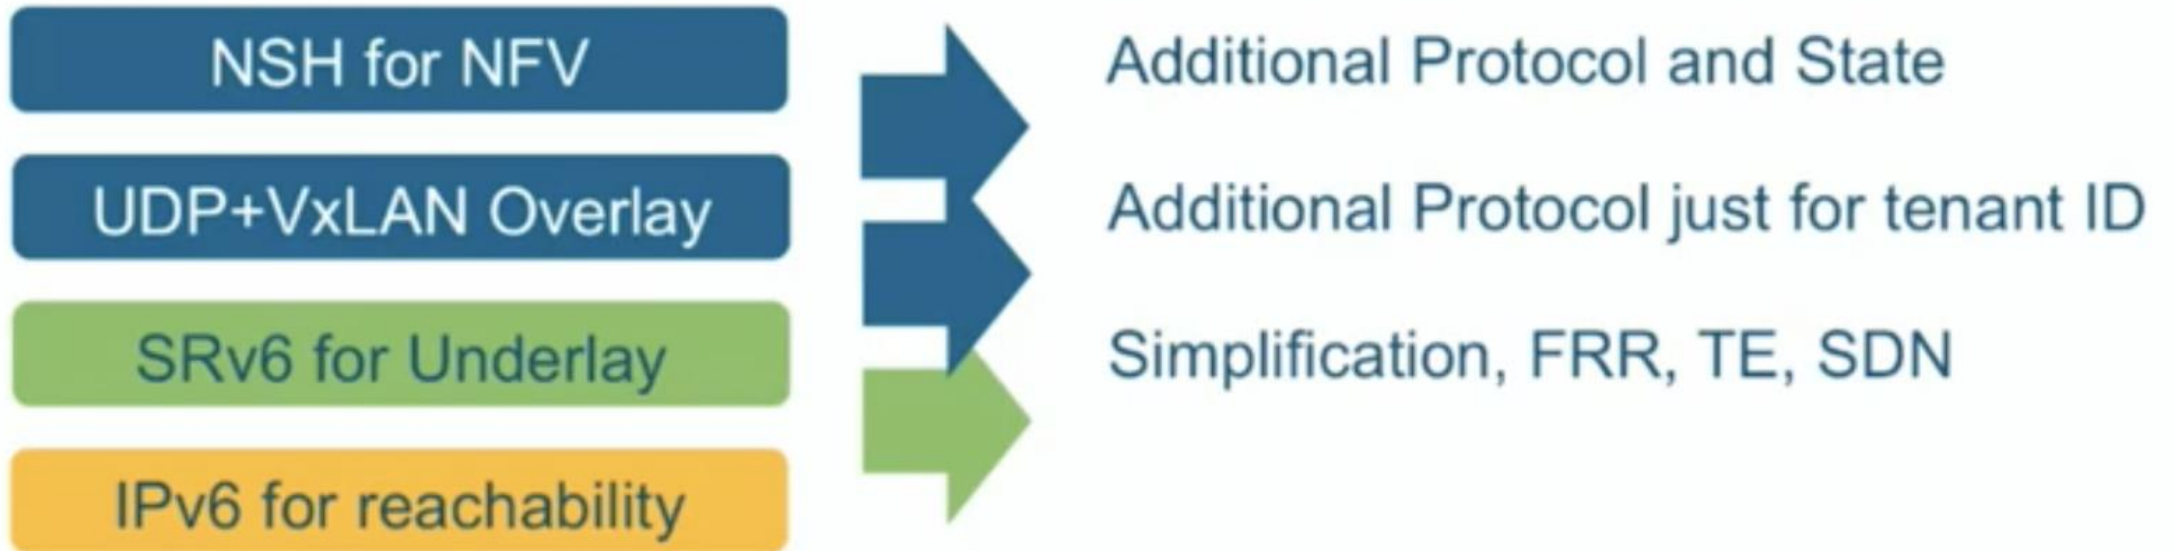 NSH for NFV
Additional Protocol and State
UDP+VxLAN Overlay
Additional Protocol just for tenant ID
SRv6 for Underlay
Simplification, FRR, TE, SDN
IPv6 for reachability